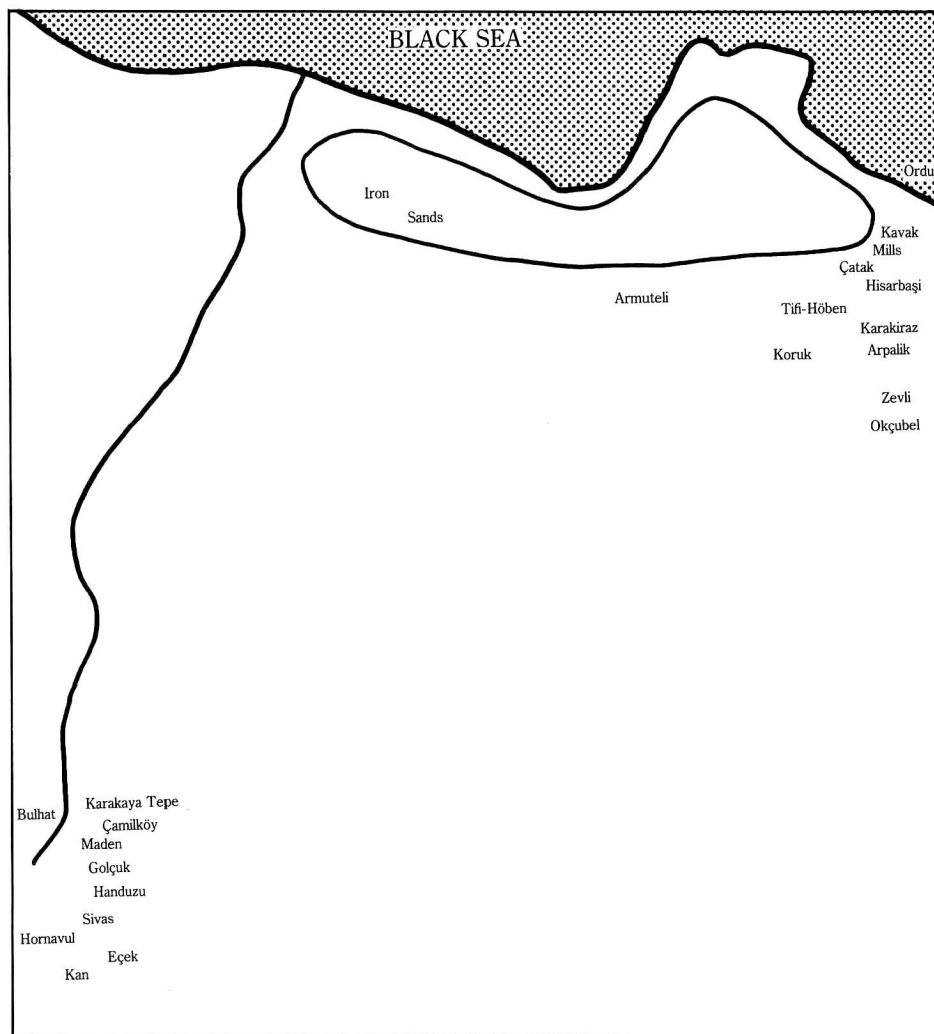 BLACK SEA
Ordu
Iron
Sands
Kavak
Mills
Çatak
Hisarbaşi
Armuteli
Tifi-Höben
Karakiraz
Koruk
Arpalik
Zevli
Okçubel
Bulhat
Karakaya Tepe
Çamilköy
Maden
Golçuk
Handuzu
Sivas
Hornavul
Eçek
Kan